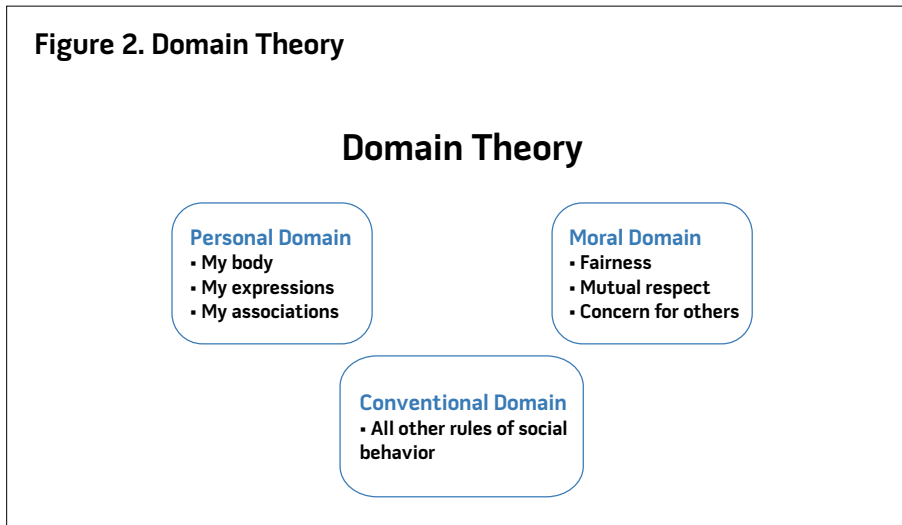 Figure 2. Domain Theory
Domain Theory
Personal Domain
▪ My body
▪ My expressions
▪ My associations
Moral Domain
▪ Fairness
▪ Mutual respect
▪ Concern for others
Conventional Domain
▪ All other rules of social
behavior